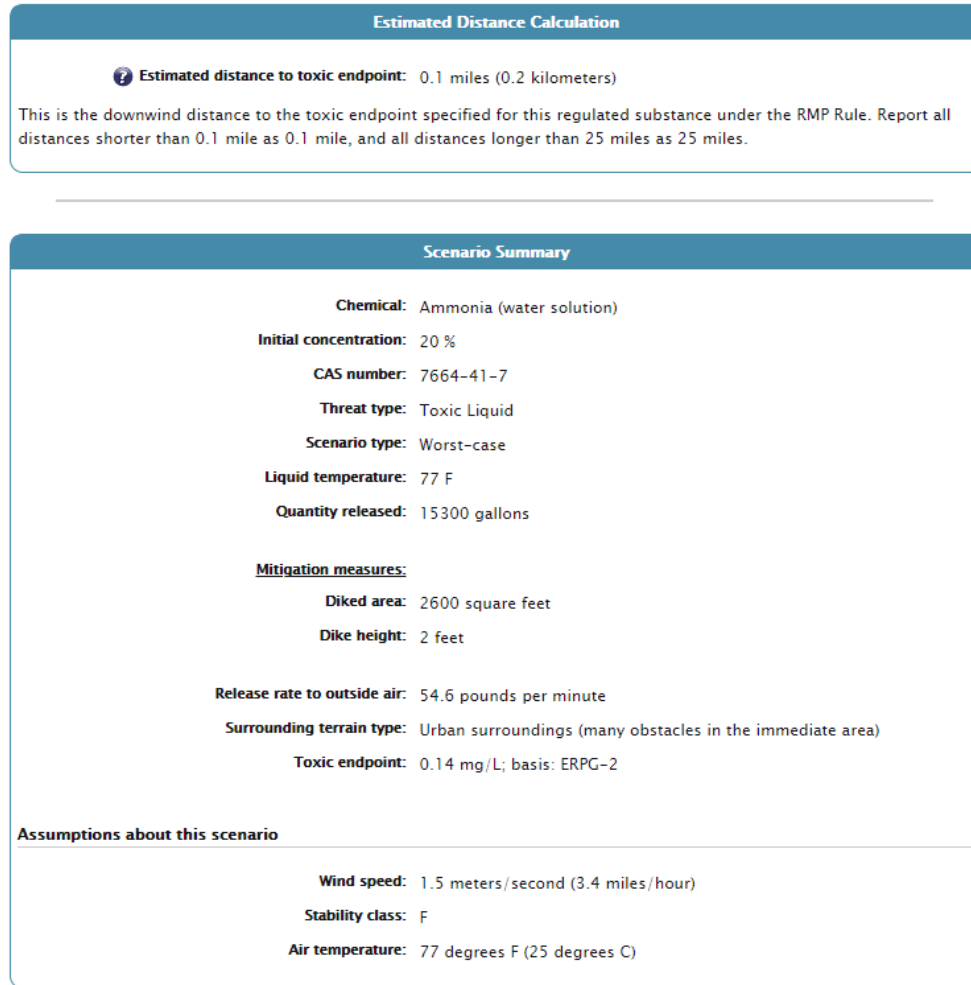 Estimated Distance Calculation
? Estimated distance to toxic endpoint: 0.1 miles (0.2 kilometers)
This is the downwind distance to the toxic endpoint specified for this regulated substance under the RMP Rule. Report all
distances shorter than 0.1 mile as 0.1 mile, and all distances longer than 25 miles as 25 miles.
Scenario Summary
Chemical: Ammonia (water solution)
Initial concentration: 20 %
CAS number: 7664-41-7
Threat type: Toxic Liquid
Scenario type: Worst-case
Liquid temperature: 77 F
Quantity released: 15300 gallons
Mitigation measures:
Diked area: 2600 square feet
Dike height: 2 feet
Release rate to outside air: 54.6 pounds per minute
Surrounding terrain type: Urban surroundings (many obstacles in the immediate area)
Toxic endpoint: 0.14 mg/L; basis: ERPG-2
Assumptions about this scenario
Wind speed: 1.5 meters/second (3.4 miles/hour)
Stability class: F
Air temperature: 77 degrees F (25 degrees C)